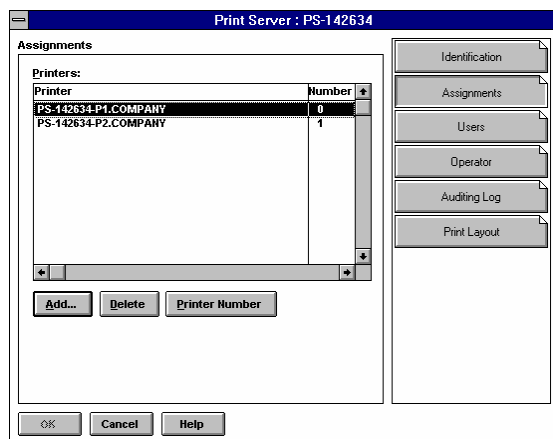 Print Server : PS-142634
Assignments
Printers:
Printer Number
PS-142634-P1.COMPANY 0
PS-142634-P2.COMPANY 1
Add... Delete Printer Number
OK Cancel Help
Identification
Assignments
Users
Operator
Auditing Log
Print Layout